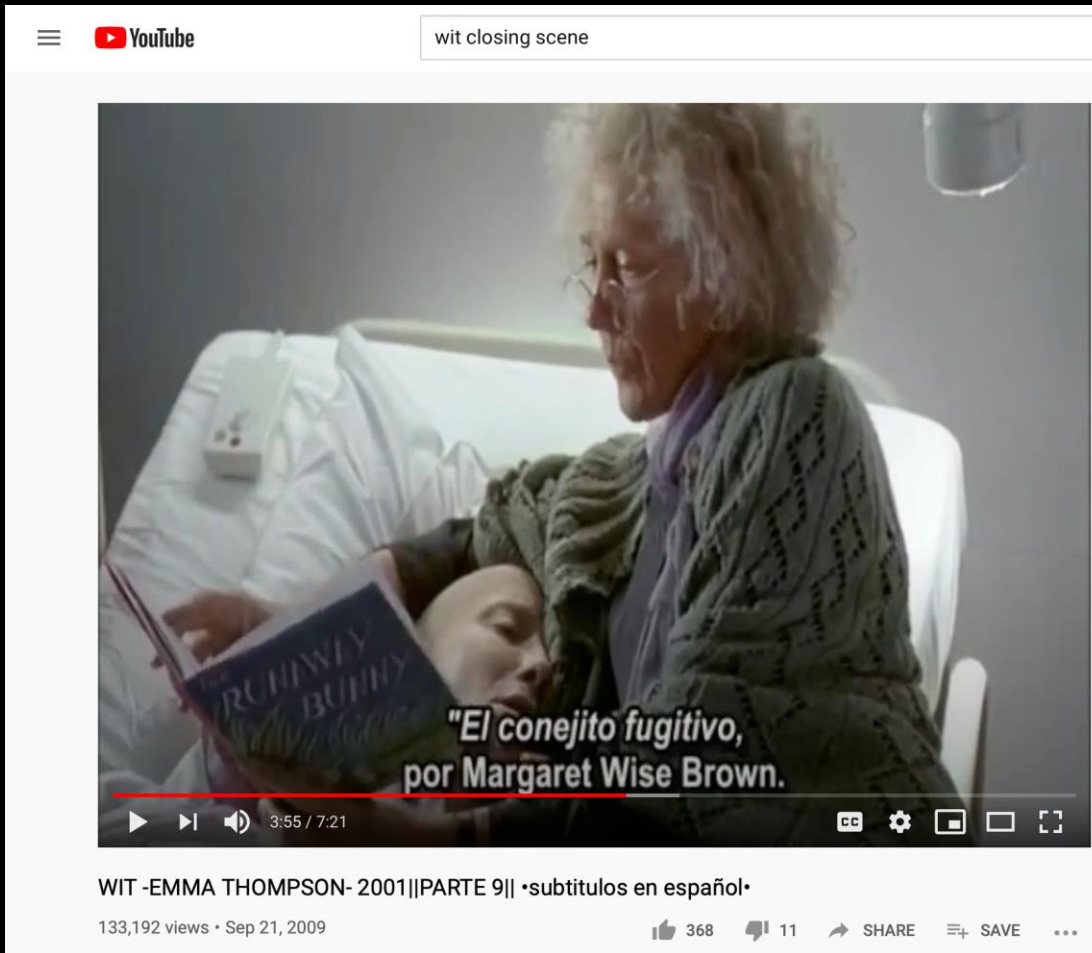 YouTube
wit closing scene
THE
RUNAWAY
BUNNY
"El conejito fugitivo,
por Margaret Wise Brown.
3:55 / 7:21
CC
WIT -EMMA THOMPSON- 2001||PARTE 9|| •subtitulos en español•
133,192 views • Sep 21, 2009
368
11
SHARE
SAVE